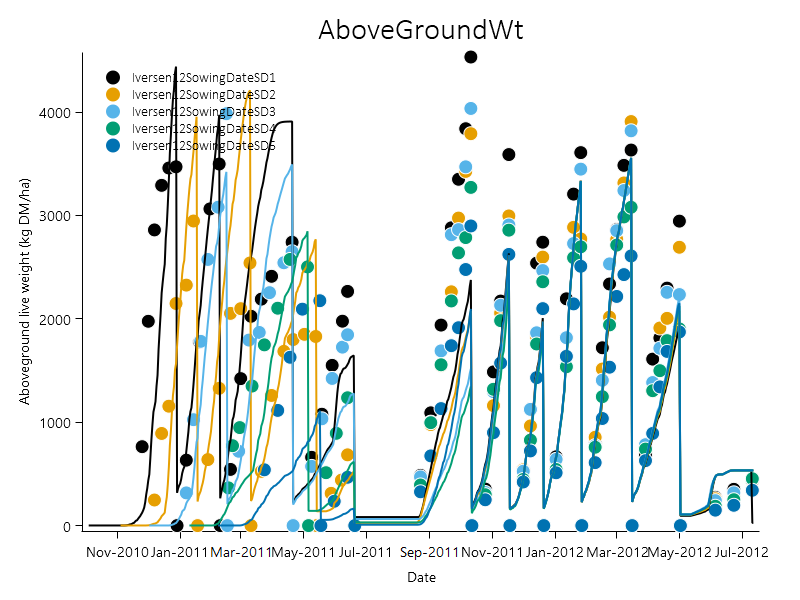 AboveGroundWt
Iversen12SowingDateSD1
Iversen12SowingDateSD2
Iversen12SowingDateSD3
Iversen12SowingDateSD4
Iversen12SowingDateSD5
Aboveground live weight (kg DM/ha)
4000
3000
2000
1000
0
Nov-2010 Jan-2011 Mar-2011 May-2011 Jul-2011 Sep-2011 Nov-2011 Jan-2012 Mar-2012 May-2012 Jul-2012
Date